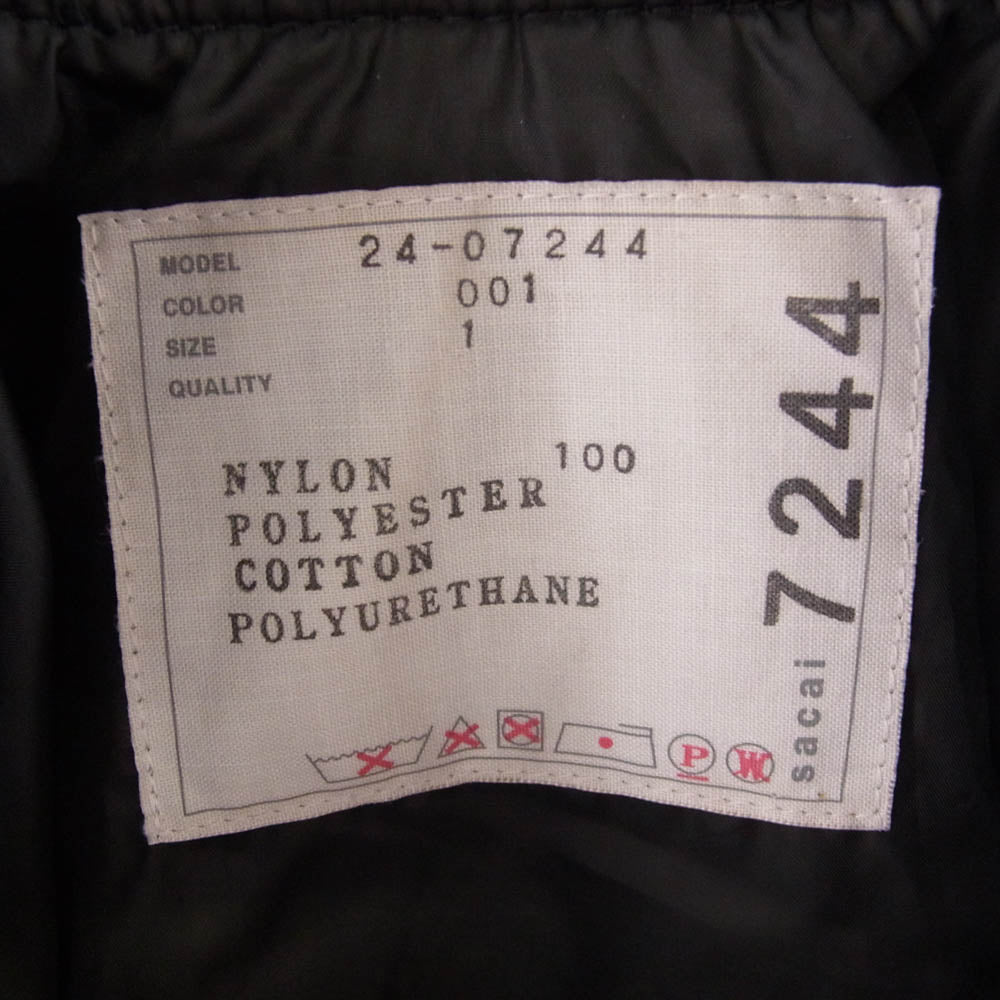 MODEL 24-07244
COLOR 001
SIZE 1
QUALITY
NYLON 100
POLYESTER
COTTON
POLYURETHANE
P W
sacai 7244